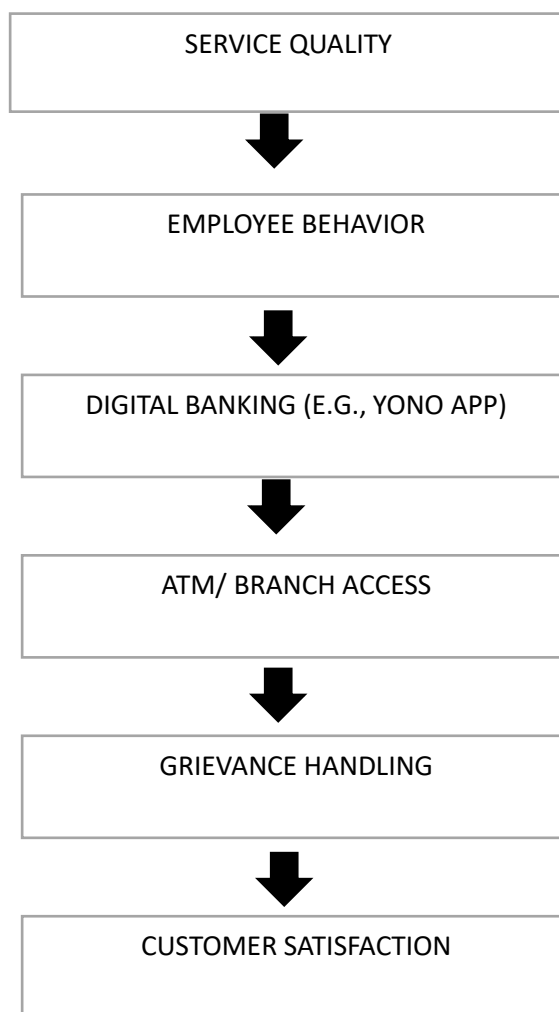 SERVICE QUALITY
EMPLOYEE BEHAVIOR
DIGITAL BANKING (E.G., YONO APP)
ATM/ BRANCH ACCESS
GRIEVANCE HANDLING
CUSTOMER SATISFACTION